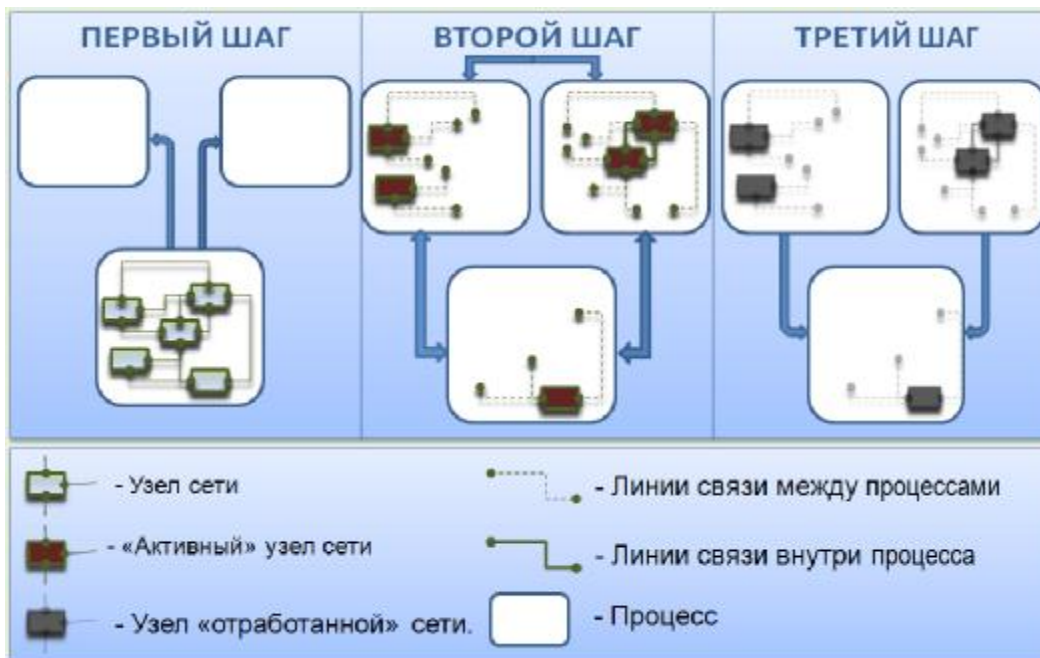 ПЕРВЫЙ ШАГ
ВТОРОЙ ШАГ
ТРЕТИЙ ШАГ
- Узел сети
- «Активный» узел сети
- Узел «отработанной» сети.
- Линии связи между процессами
- Линии связи внутри процесса
- Процесс